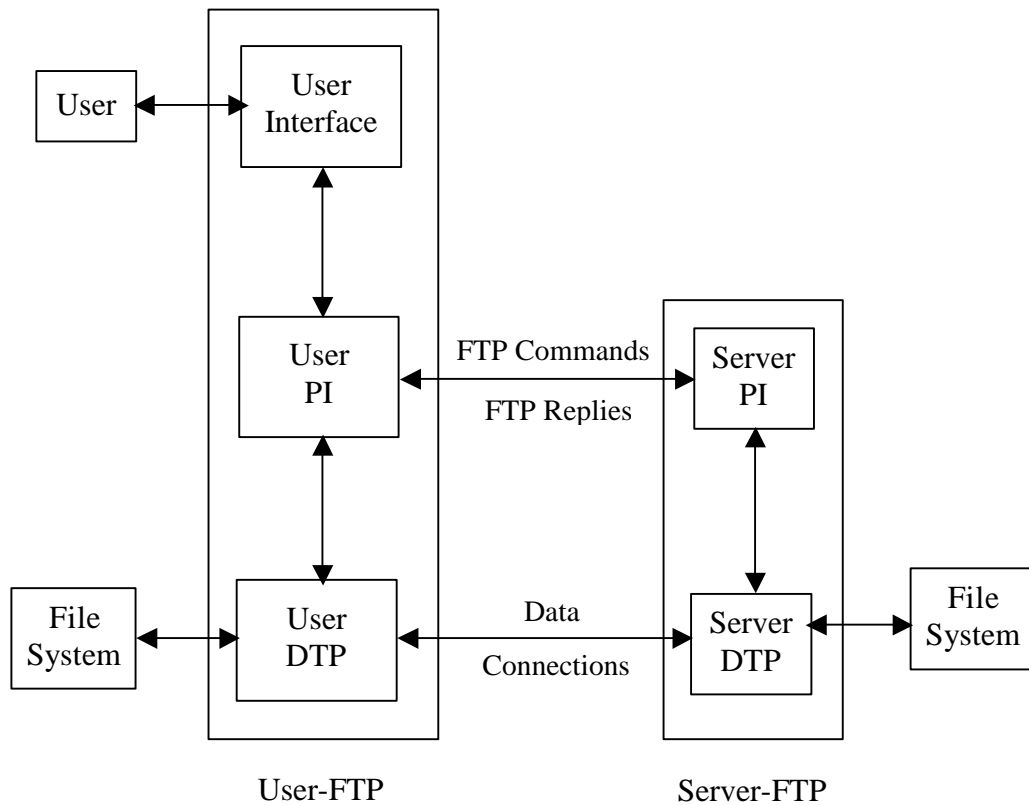 User
User
Interface
User
PI
FTP Commands
FTP Replies
Server
PI
File
System
User
DTP
Data
Connections
Server
DTP
File
System
User-FTP
Server-FTP